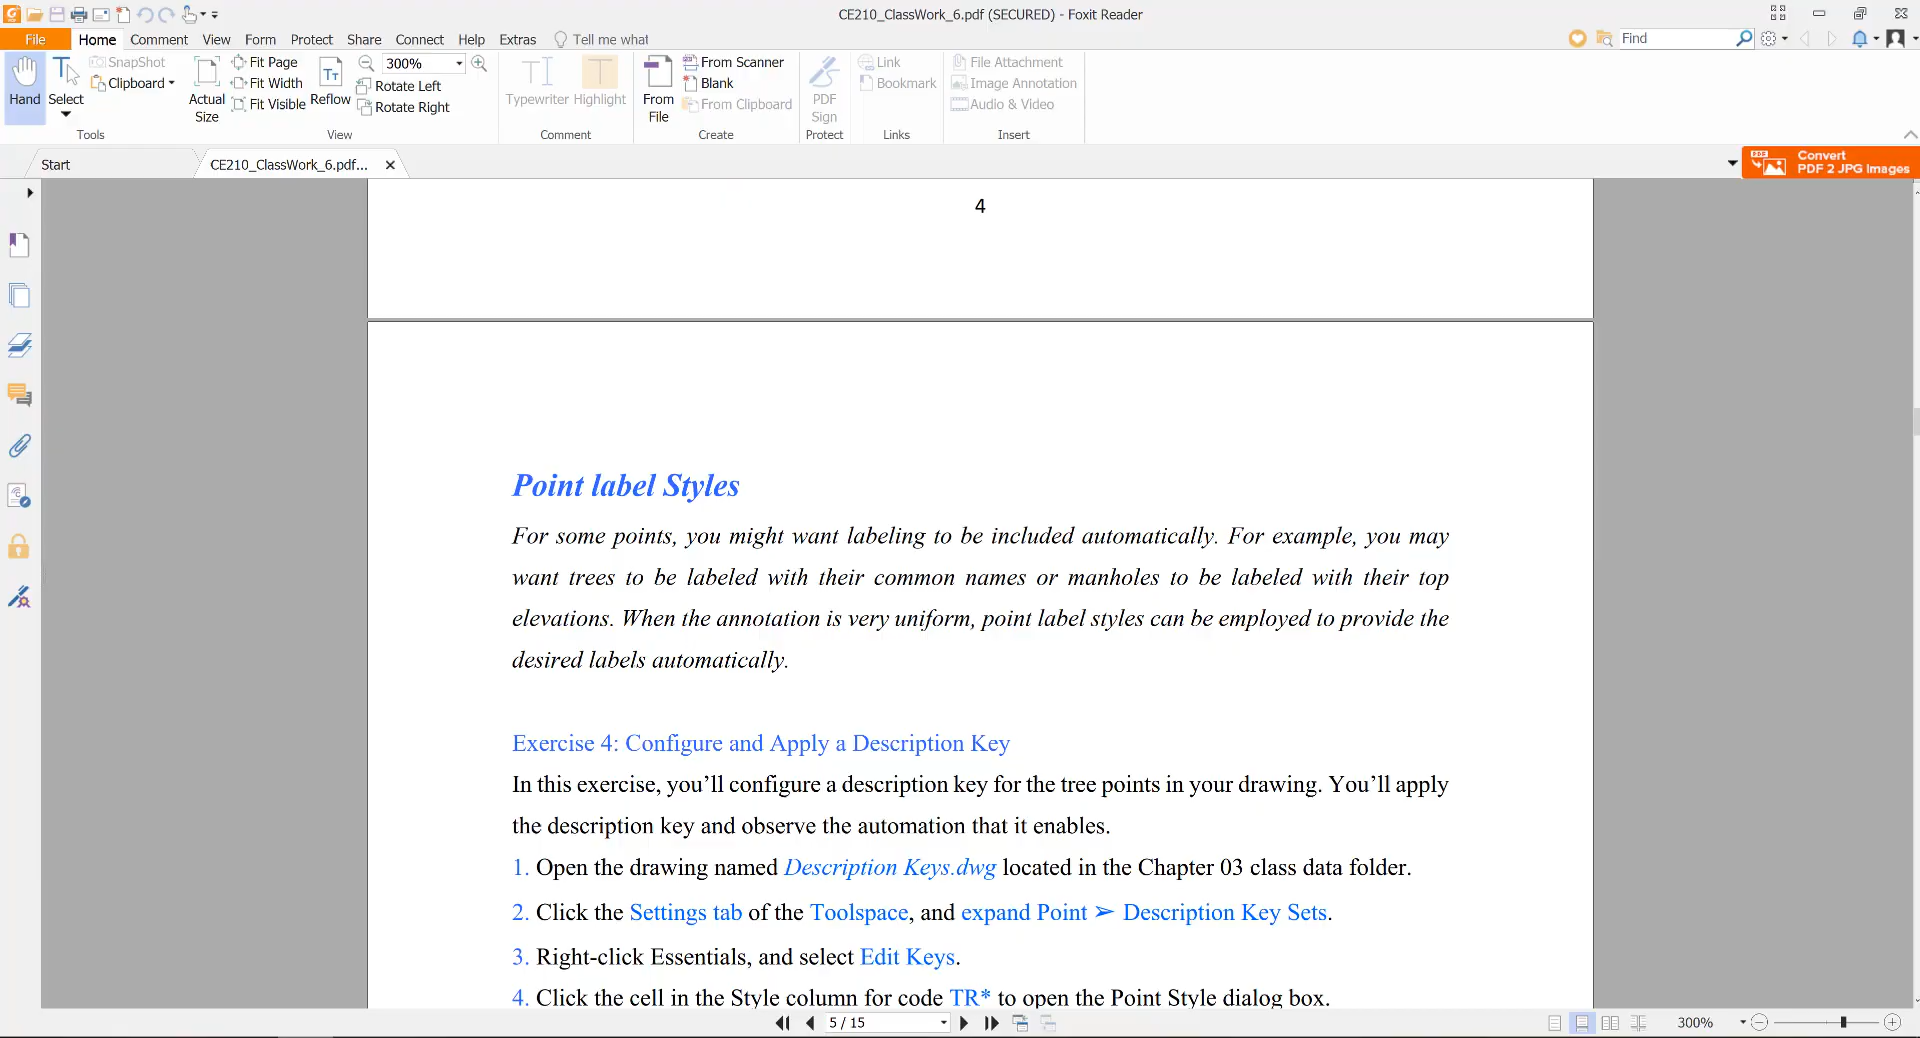 CE210_ClassWork_6.pdf (SECURED) - Foxit Reader
File Home Comment View Form Protect Share Connect Help Extras Tell me what
Find
Hand
Select
SnapShot
Clipboard
Tools
Actual Size
Fit Page
Fit Width
Fit Visible
Reflow
300%
Rotate Left
Rotate Right
View
Typewriter
Highlight
Comment
From File
From Scanner
Blank
From Clipboard
Create
PDF Sign
Protect
Link
Bookmark
Links
File Attachment
Image Annotation
Audio & Video
Insert
Start
CE210_ClassWork_6.pdf...
Convert
PDF 2 JPG Images
4
Point label Styles
For some points, you might want labeling to be included automatically. For example, you may
want trees to be labeled with their common names or manholes to be labeled with their top
elevations. When the annotation is very uniform, point label styles can be employed to provide the
desired labels automatically.
Exercise 4: Configure and Apply a Description Key
In this exercise, you’ll configure a description key for the tree points in your drawing. You’ll apply
the description key and observe the automation that it enables.
1. Open the drawing named Description Keys.dwg located in the Chapter 03 class data folder.
2. Click the Settings tab of the Toolspace, and expand Point ➢ Description Key Sets.
3. Right-click Essentials, and select Edit Keys.
4. Click the cell in the Style column for code TR* to open the Point Style dialog box.
5 / 15
300%